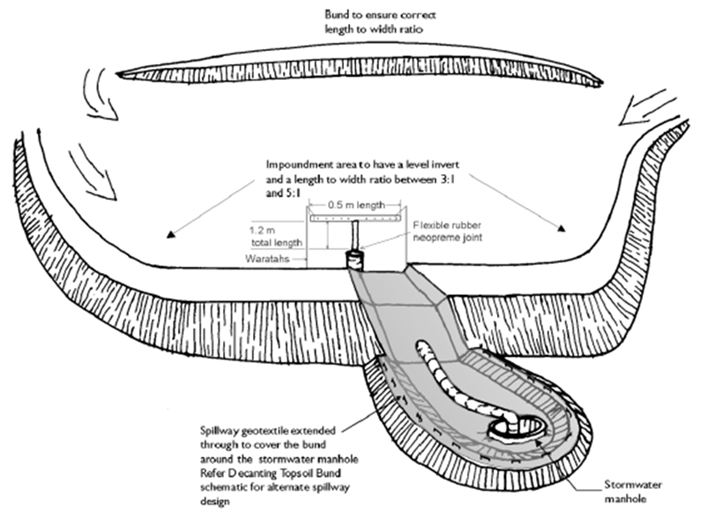 Bund to ensure correct
length to width ratio
Impoundment area to have a level invert
and a length to width ratio between 3:1
and 5:1
0.5 m length
1.2 m
total length
Flexible rubber
neopreme joint
Waratahs
Spillway geotextile extended
through to cover the bund
around the stormwater manhole
Refer Decanting Topsoil Bund
schematic for alternate spillway
design
Stormwater
manhole